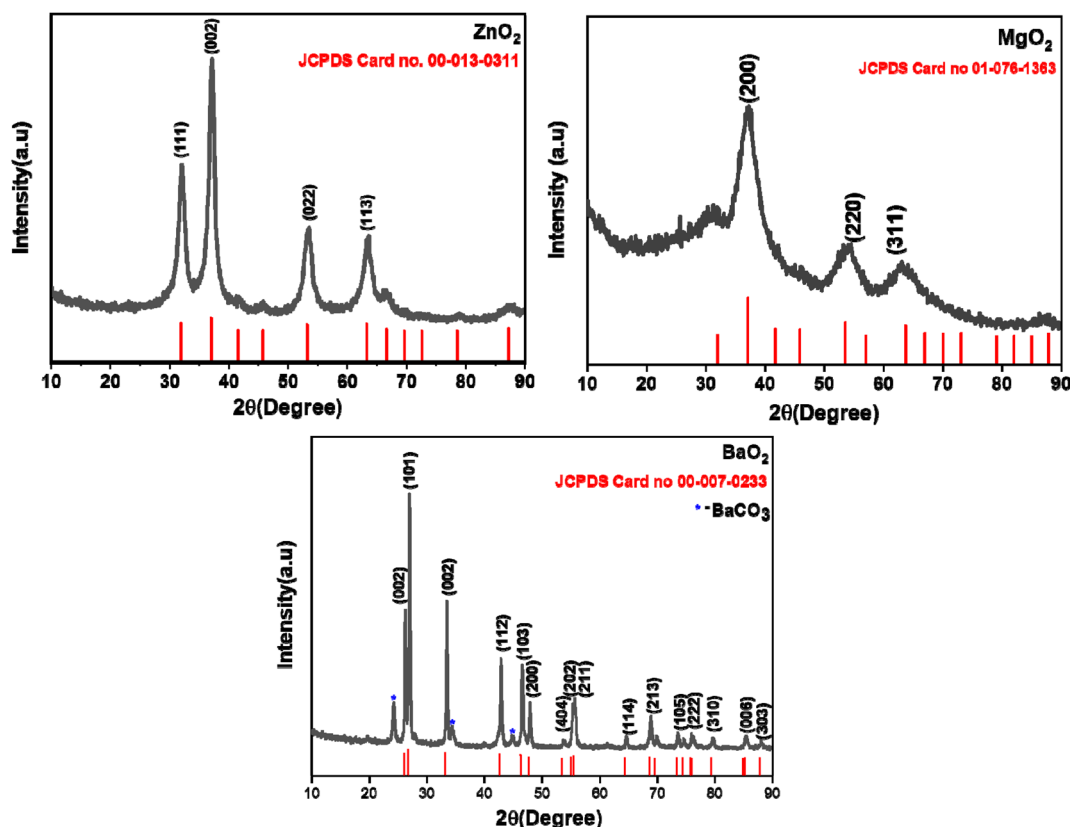 ZnO₂
JCPDS Card no. 00-013-0311
(111)
(002)
(022)
(113)
Intensity(a.u)
10 20 30 40 50 60 70 80 90
2θ(Degree)
MgO₂
JCPDS Card no 01-076-1363
(200)
(220)
(311)
Intensity (a.u)
10 20 30 40 50 60 70 80 90
2θ(Degree)
BaO₂
JCPDS Card no 00-007-0233
*-BaCO₃
*
(002)
(101)
(002)
*
(112)
*
(103)
(200)
(404)
(202)
(211)
(114)
(213)
(105)
(222)
(310)
(006)
(303)
Intensity(a.u)
10 20 30 40 50 60 70 80 90
2θ(Degree)